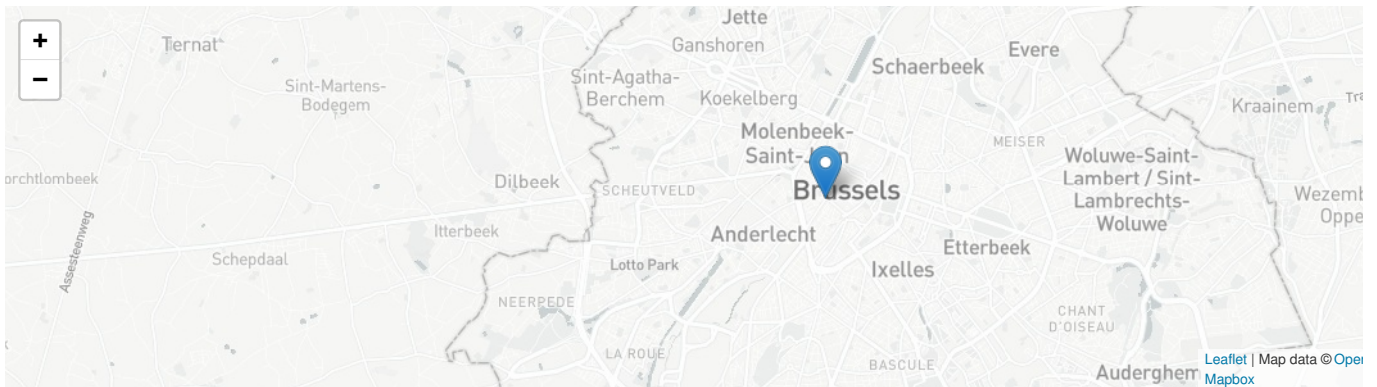 +
−
Ternat
Sint-Martens-
Bodegem
Jette
Ganshoren
Evere
Schaerbeek
Sint-Agatha-
Berchem
Koekelberg
Kraainem
Molenbeek-
MEISER
Woluwe-Saint-
Lambert / Sint-
Lambrechts-
Woluwe
Dilbeek
SCHEUTVELD
Brussels
Assesteenweg
Itterbeek
Anderlecht
Etterbeek
Schepdaal
Lotto Park
Ixelles
NEERPEDE
CHANT
D'OISEAU
LA ROUE
BASCULE
Leaflet | Map data ©
Mapbox